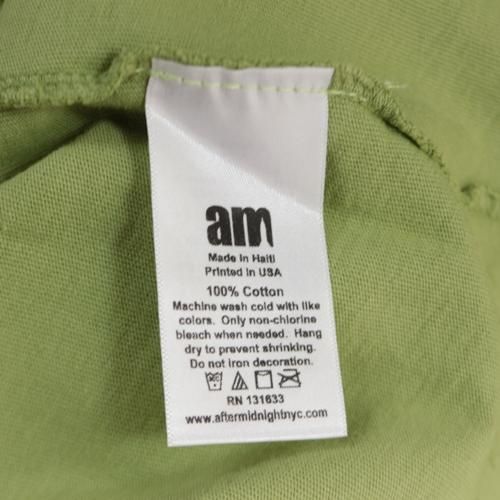 am
Made in Haiti
Printed in USA
100% Cotton
Machine wash cold with like
colors. Only non-chlorine
bleach when needed. Hang
dry to prevent shrinking.
Do not iron decoration.
RN 131633
www.aftermidnightnyc.com